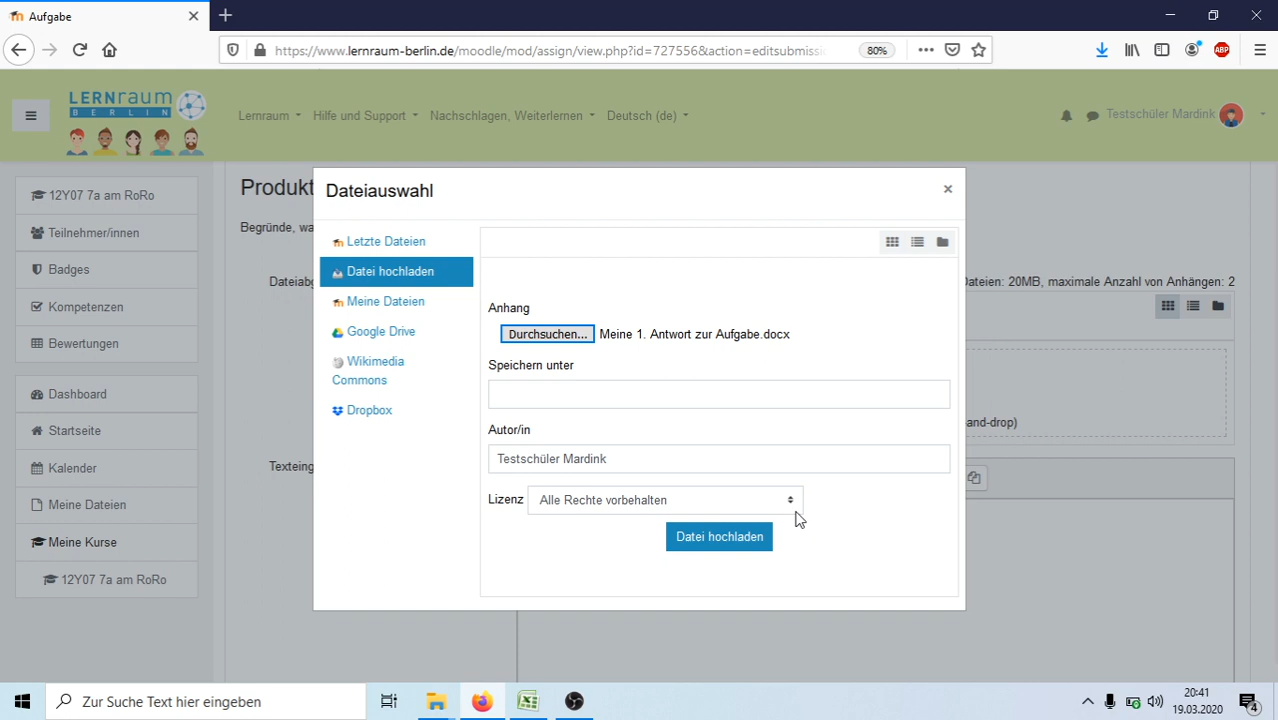 Aufgabe
https://www.lernraum-berlin.de/moodle/mod/assign/view.php?id=727556&action=editsubmissi
80%
ABP
LERNraum
BERLIN
Lernraum
Hilfe und Support
Nachschlagen, Weiterlernen
Deutsch (de)
Testschüler Mardink
12Y07 7a am RoRo
Teilnehmer/innen
Badges
Kompetenzen
Bewertungen
Dashboard
Startseite
Kalender
Meine Dateien
Meine Kurse
12Y07 7a am RoRo
Produkt
Begründe, wa
Dateiab
Dateien: 20MB, maximale Anzahl von Anhängen: 2
and-drop)
Texteing
Dateiauswahl
Letzte Dateien
Datei hochladen
Meine Dateien
Google Drive
Wikimedia
Commons
Dropbox
Anhang
Durchsuchen... Meine 1. Antwort zur Aufgabe.docx
Speichern unter
Autor/in
Testschüler Mardink
Lizenz Alle Rechte vorbehalten
Datei hochladen
Zur Suche Text hier eingeben
20:41
19.03.2020
4